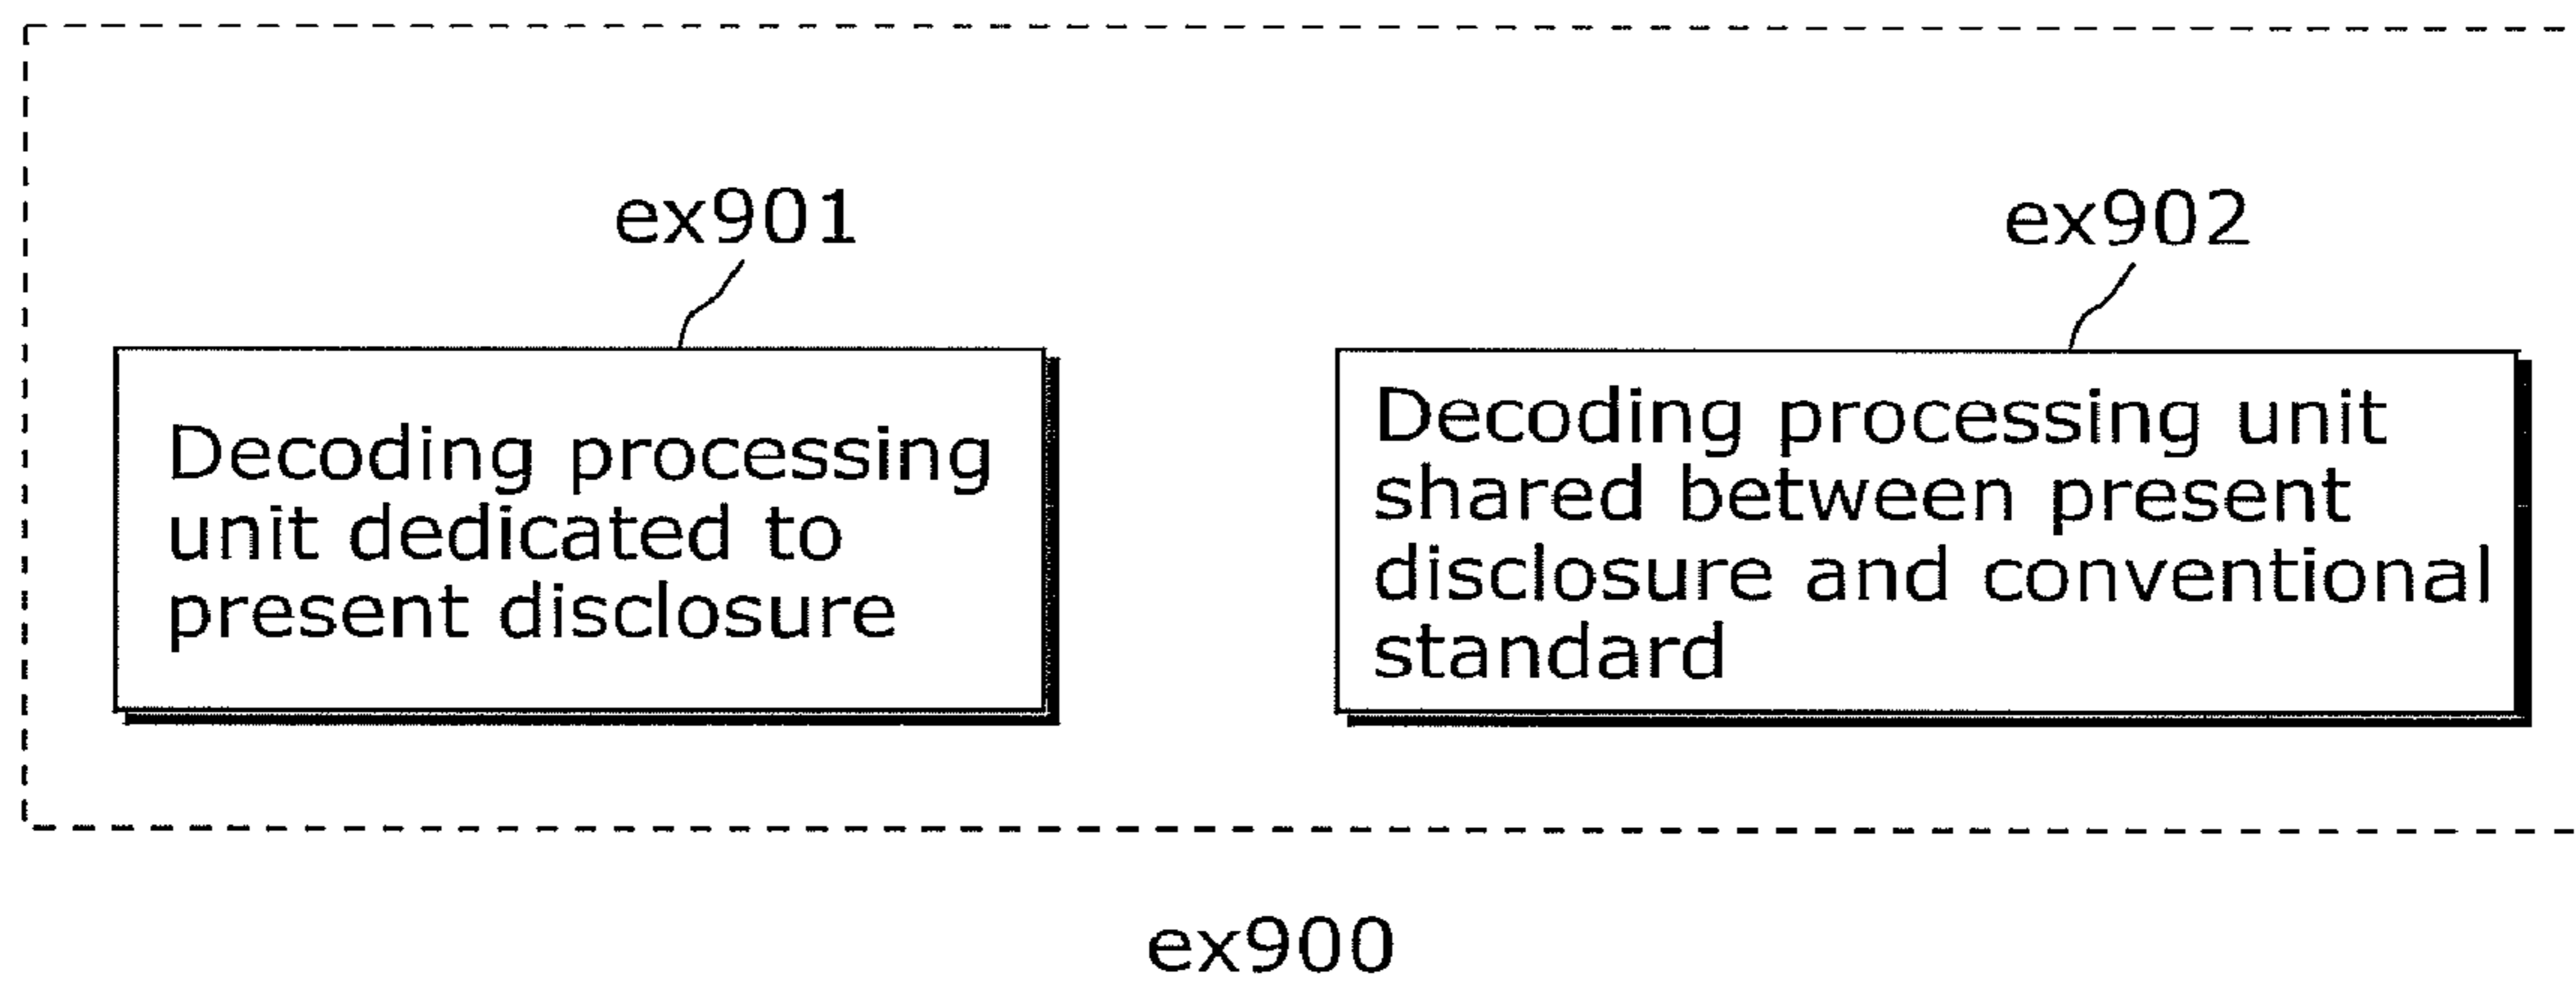 ex901
ex902
Decoding processing
unit dedicated to
present disclosure
Decoding processing unit
shared between present
disclosure and conventional
standard
ex900